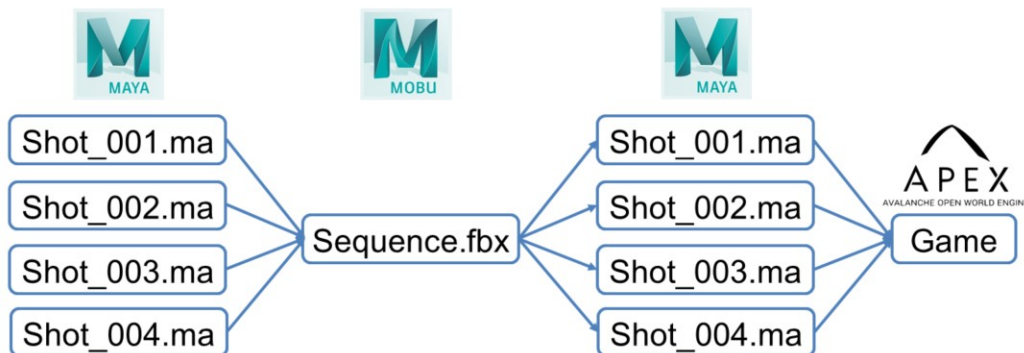 MAYA
MOBU
MAYA
Shot_001.ma
Shot_002.ma
Shot_003.ma
Shot_004.ma
Sequence.fbx
Shot_001.ma
Shot_002.ma
Shot_003.ma
Shot_004.ma
APEX
AVALANCHE OPEN WORLD ENGIN
Game